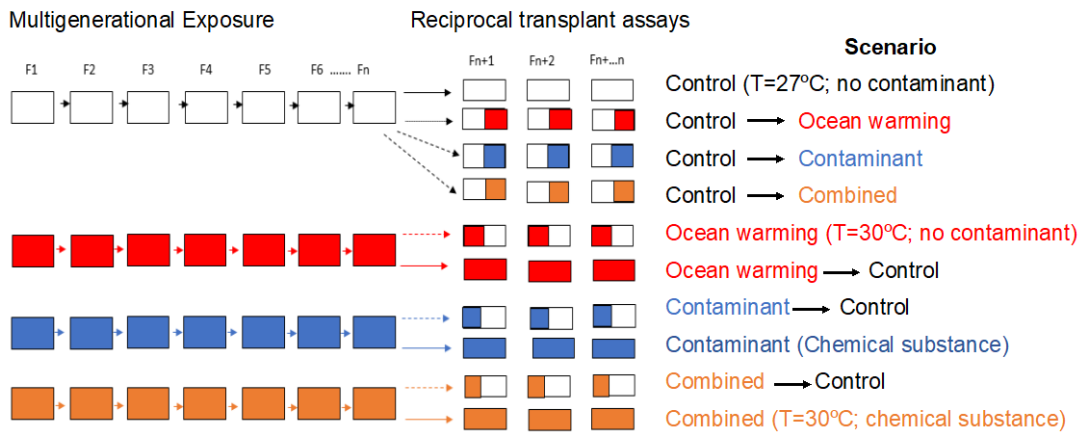 Multigenerational Exposure
Reciprocal transplant assays
Scenario
F1 F2 F3 F4 F5 F6 ....... Fn
Fn+1 Fn+2 Fn+...n
Control (T=27ºC; no contaminant)
Control Ocean warming
Control Contaminant
Control Combined
Ocean warming (T=30ºC; no contaminant)
Ocean warming Control
Contaminant Control
Contaminant (Chemical substance)
Combined Control
Combined (T=30ºC; chemical substance)